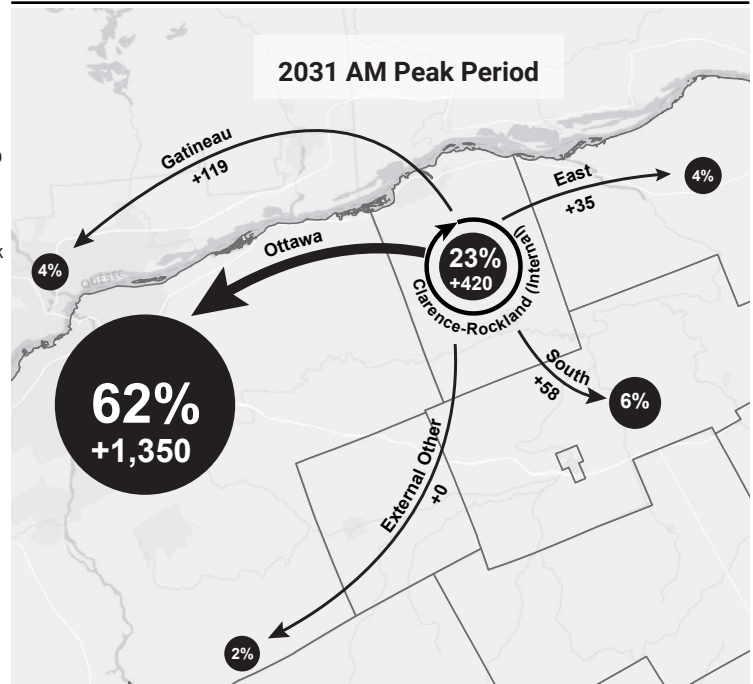 2031 AM Peak Period
Gatineau
+119
4%
East
+35
4%
Ottawa
62%
+1,350
23%
+420
Clarence-Rockland (Internal)
South
+58
6%
External Other
+0
2%
QUÉBEC